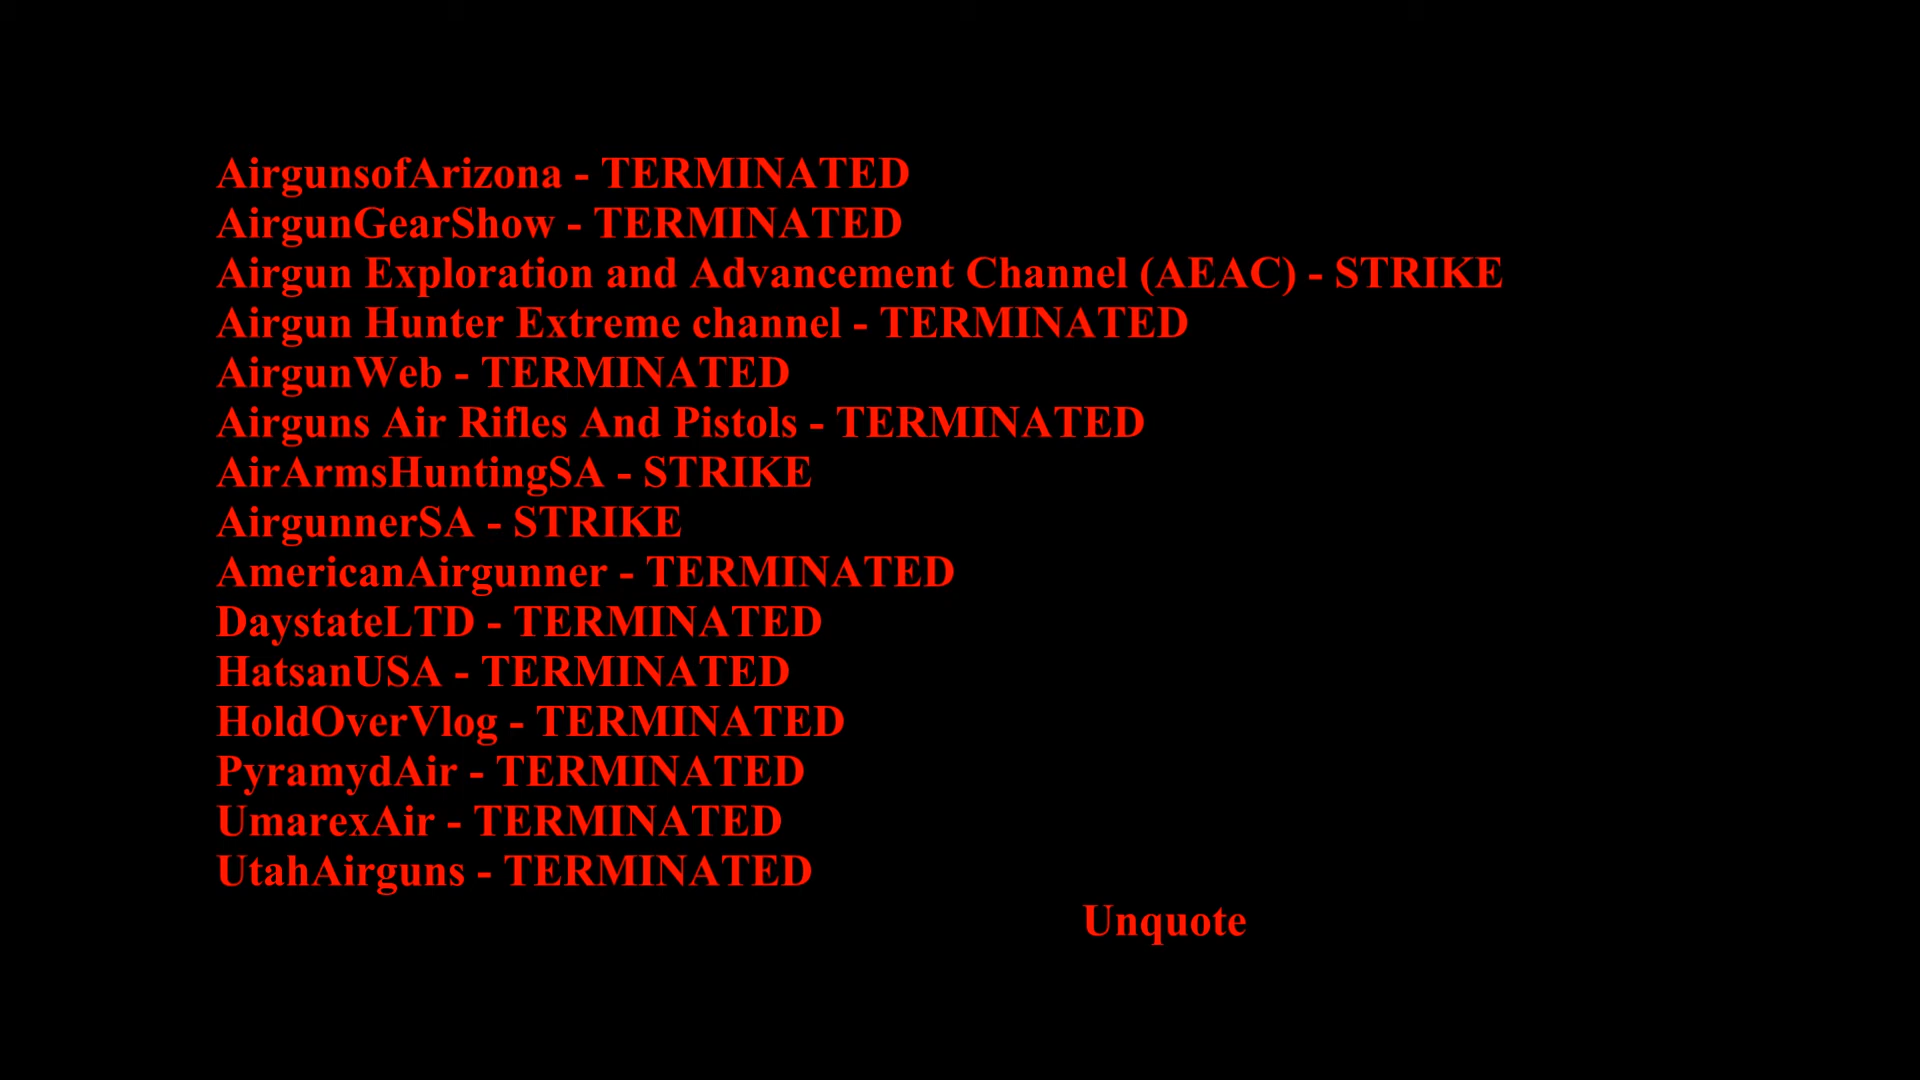 AirgunsofArizona - TERMINATED
AirgunGearShow - TERMINATED
Airgun Exploration and Advancement Channel (AEAC) - STRIKE
Airgun Hunter Extreme channel - TERMINATED
AirgunWeb - TERMINATED
Airguns Air Rifles And Pistols - TERMINATED
AirArmsHuntingSA - STRIKE
AirgunnerSA - STRIKE
AmericanAirgunner - TERMINATED
DaystateLTD - TERMINATED
HatsanUSA - TERMINATED
HoldOverVlog - TERMINATED
PyramydAir - TERMINATED
UmarexAir - TERMINATED
UtahAirguns - TERMINATED
Unquote